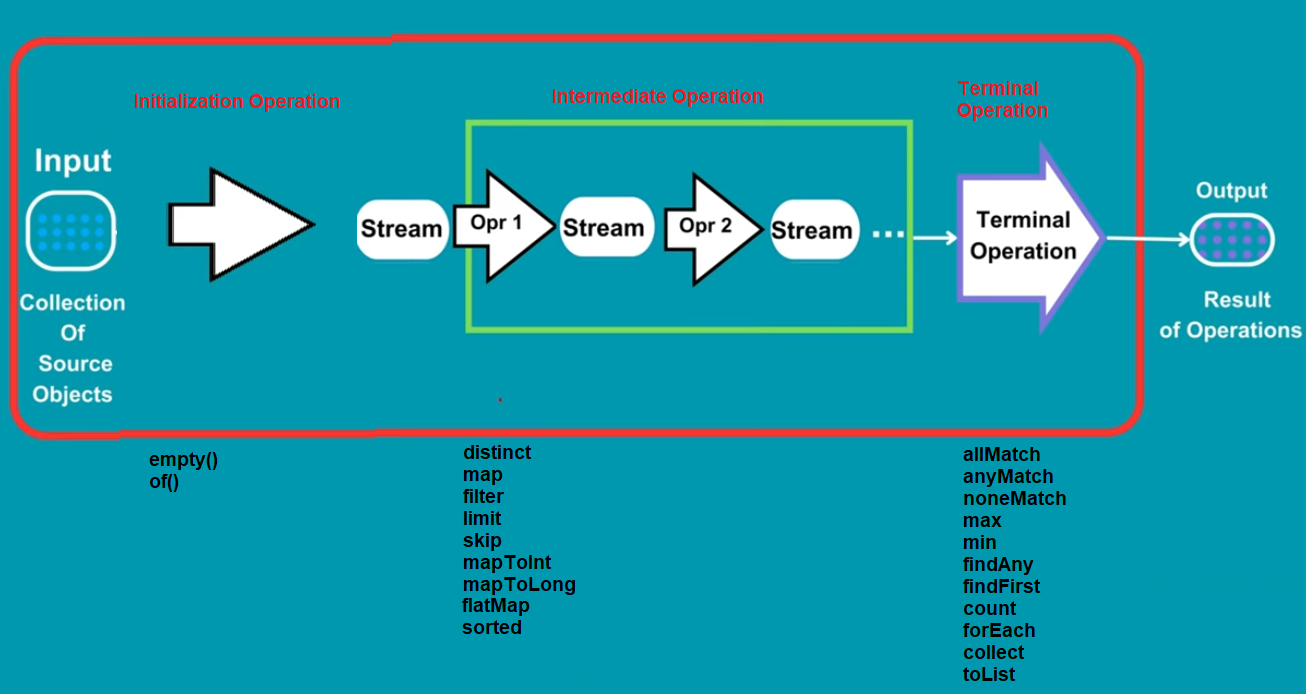 Initialization Operation
Intermediate Operation
Terminal
Operation
Input
Stream
Opr 1
Stream
Opr 2
Stream
Terminal
Operation
Output
Collection
Of
Source
Objects
Result
of Operations
empty()
of()
distinct
map
filter
limit
skip
mapToInt
mapToLong
flatMap
sorted
allMatch
anyMatch
noneMatch
max
min
findAny
findFirst
count
forEach
collect
toList